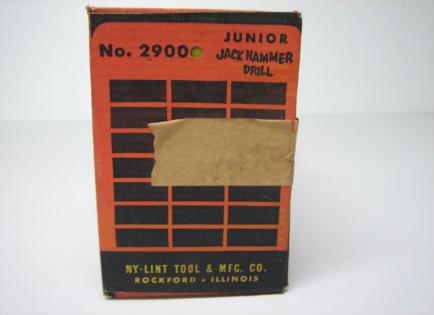 JUNIOR
No. 2900
JACK HAMMER
DRILL
NY-LINT TOOL & MFG. CO.
ROCKFORD • ILLINOIS